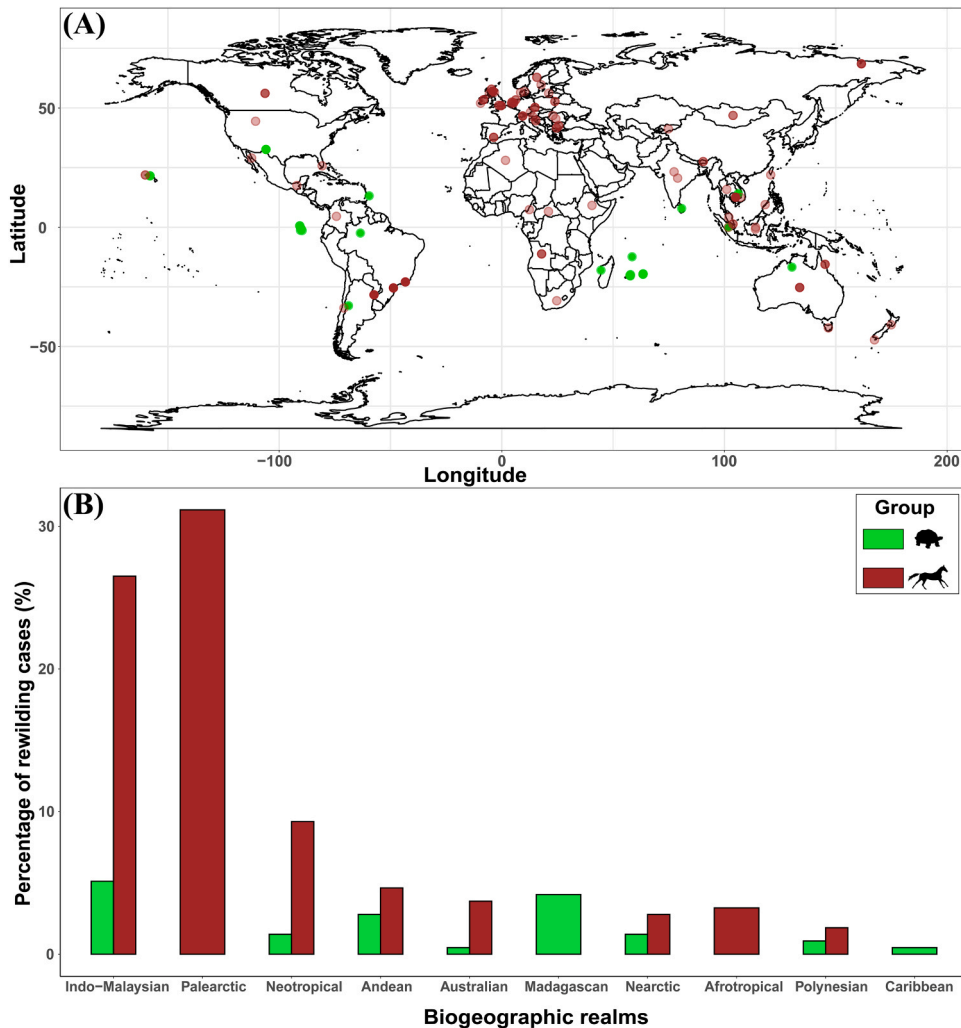 (A)
Latitude
50
0
−50
−100
0
100
200
Longitude
(B)
Group
Percentage of rewilding cases (%)
30
20
10
0
Indo-Malaysian Palearctic Neotropical Andean Australian Madagascan Nearctic Afrotropical Polynesian Caribbean
Biogeographic realms